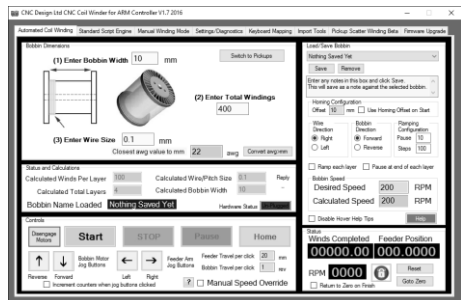 CNC Design Ltd CNC Coil Winder for ARM Controller V1.7 2016
Automated Coil Winding Standard Script Engine Manual Winding Mode Settings/Diagnostics Keyboard Mapping Import Tools Pickup Scatter Winding Beta Firmware Upgrade
Bobbin Dimensions
(1) Enter Bobbin Width 10 mm
Switch to Pickups
(2) Enter Total Windings
400
(3) Enter Wire Size 0.1 mm
Closest awg value to mm 22 awg Convert awg/mm
Load/Save Bobbin
Nothing Saved Yet
Save Remove
Enter any notes in this box and click Save.
This will save as a note against the selected bobbin.
Homing Configuration
Offset 10 mm Use Homing Offset on Start
Wire Direction
Right
Left
Bobbin Direction
Forward
Reverse
Ramping Configuration
Pause 10
Steps 100
Ramp each layer Pause at end of each layer
Bobbin Speed
Desired Speed 200 RPM
Calculated Speed 200 RPM
Disable Hover Help Tips Help
Status and Calculations
Calculated Winds Per Layer 100 Calculated Wire/Pitch Size 0.1 Reply
Calculated Total Layers 4 Calculated Bobbin Width 10 -
Bobbin Name Loaded Nothing Saved Yet Hardware Status
Controls
Disengage Motors Start STOP Pause Home
Bobbin Motor Jog Buttons
Reverse Forward
Left Right
Feeder Arm Jog Buttons
Feeder Travel per click 20 mm
Bobbin Travel per click 1 rev
Increment counters when jog buttons clicked ? Manual Speed Override
Status
Winds Completed Feeder Position
00000.00 000.0000
RPM 0000 Reset
Return to Zero on Finish Goto Zero